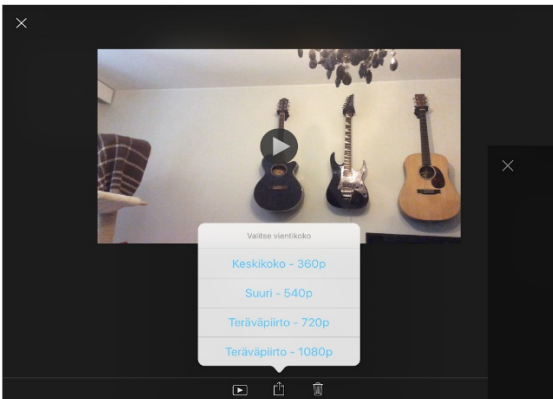 Valitse vientikoko
Keskikoko - 360p
Suuri - 540p
Teräväpiirto - 720p
Teräväpiirto - 1080p